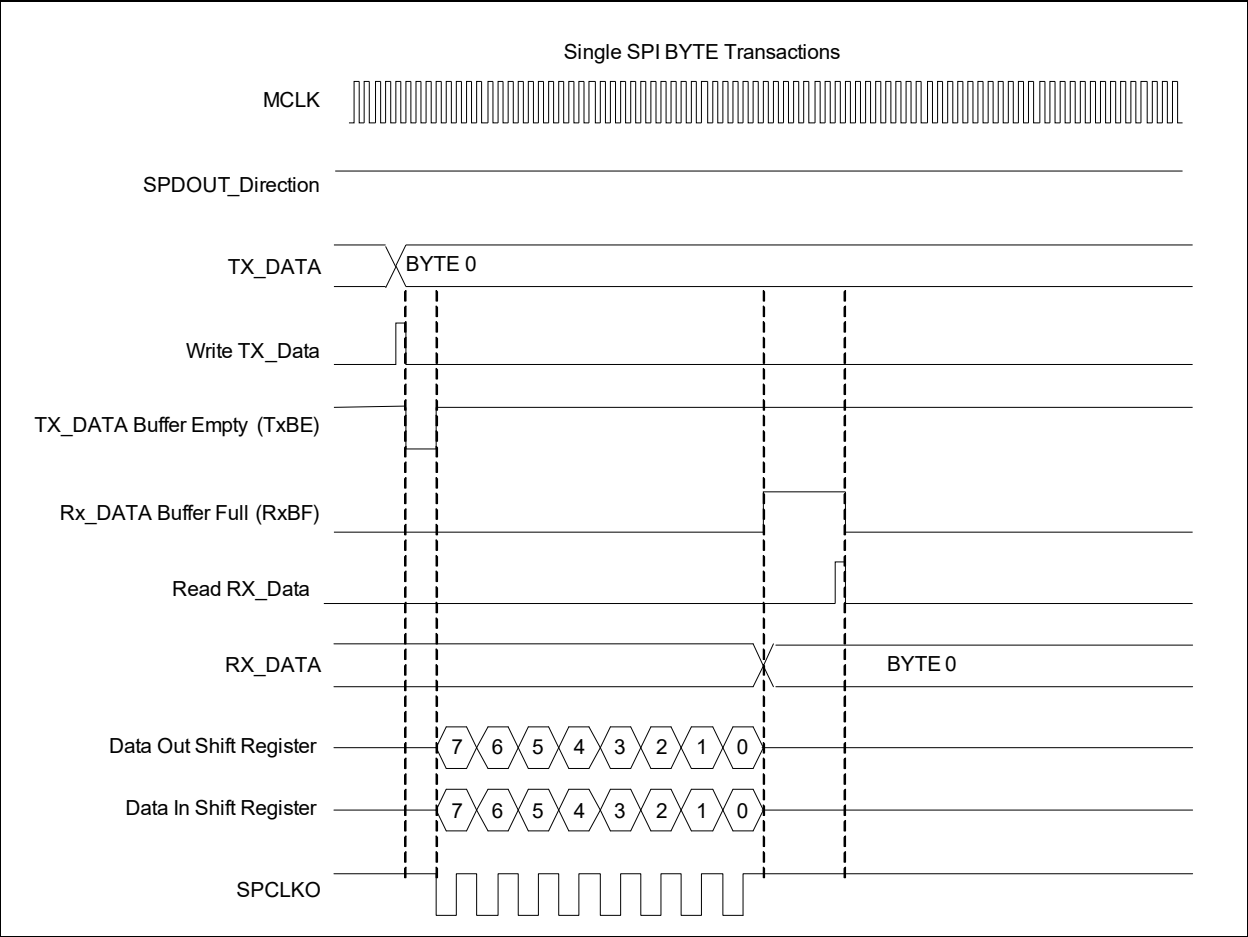 Single SPI BYTE Transactions
MCLK
SPDOUT_Direction
TX_DATA
BYTE 0
Write TX_Data
TX_DATA Buffer Empty (TxBE)
Rx_DATA Buffer Full (RxBF)
Read RX_Data
RX_DATA
BYTE 0
Data Out Shift Register
7 6 5 4 3 2 1 0
Data In Shift Register
7 6 5 4 3 2 1 0
SPCLKO